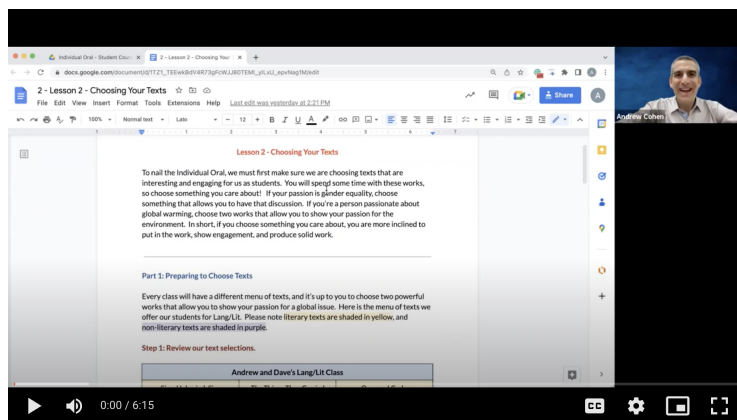 Individual Oral - Student Cours
2 - Lesson 2 - Choosing Your
docs.google.com/document/d/
2 - Lesson 2 - Choosing Your Texts
File Edit View Insert Format Tools Extensions Help Last edit was yesterday at 2:21 PM
Share
A
100% Normal text Lato 12 B I U A
Andrew Cohen
Lesson 2 - Choosing Your Texts
To nail the Individual Oral, we must first make sure we are choosing texts that are
interesting and engaging for us as students. You will spend some time with these works,
so choose something you care about! If your passion is gender equality, choose
something that allows you to have that discussion. If you're a person passionate about
global warming, choose two works that allow you to show your passion for the
environment. In short, if you choose something you care about, you are more inclined to
put in the work, show engagement, and produce solid work.
Part 1: Preparing to Choose Texts
Every class will have a different menu of texts, and it's up to you to choose two powerful
works that allow you to show your passion for a global issue. Here is the menu of texts we
offer our students for Lang/Lit. Please note literary texts are shaded in yellow, and
non-literary texts are shaded in purple.
Step 1: Review our text selections.
Andrew and Dave's Lang/Lit Class
0:00 / 6:15
CC